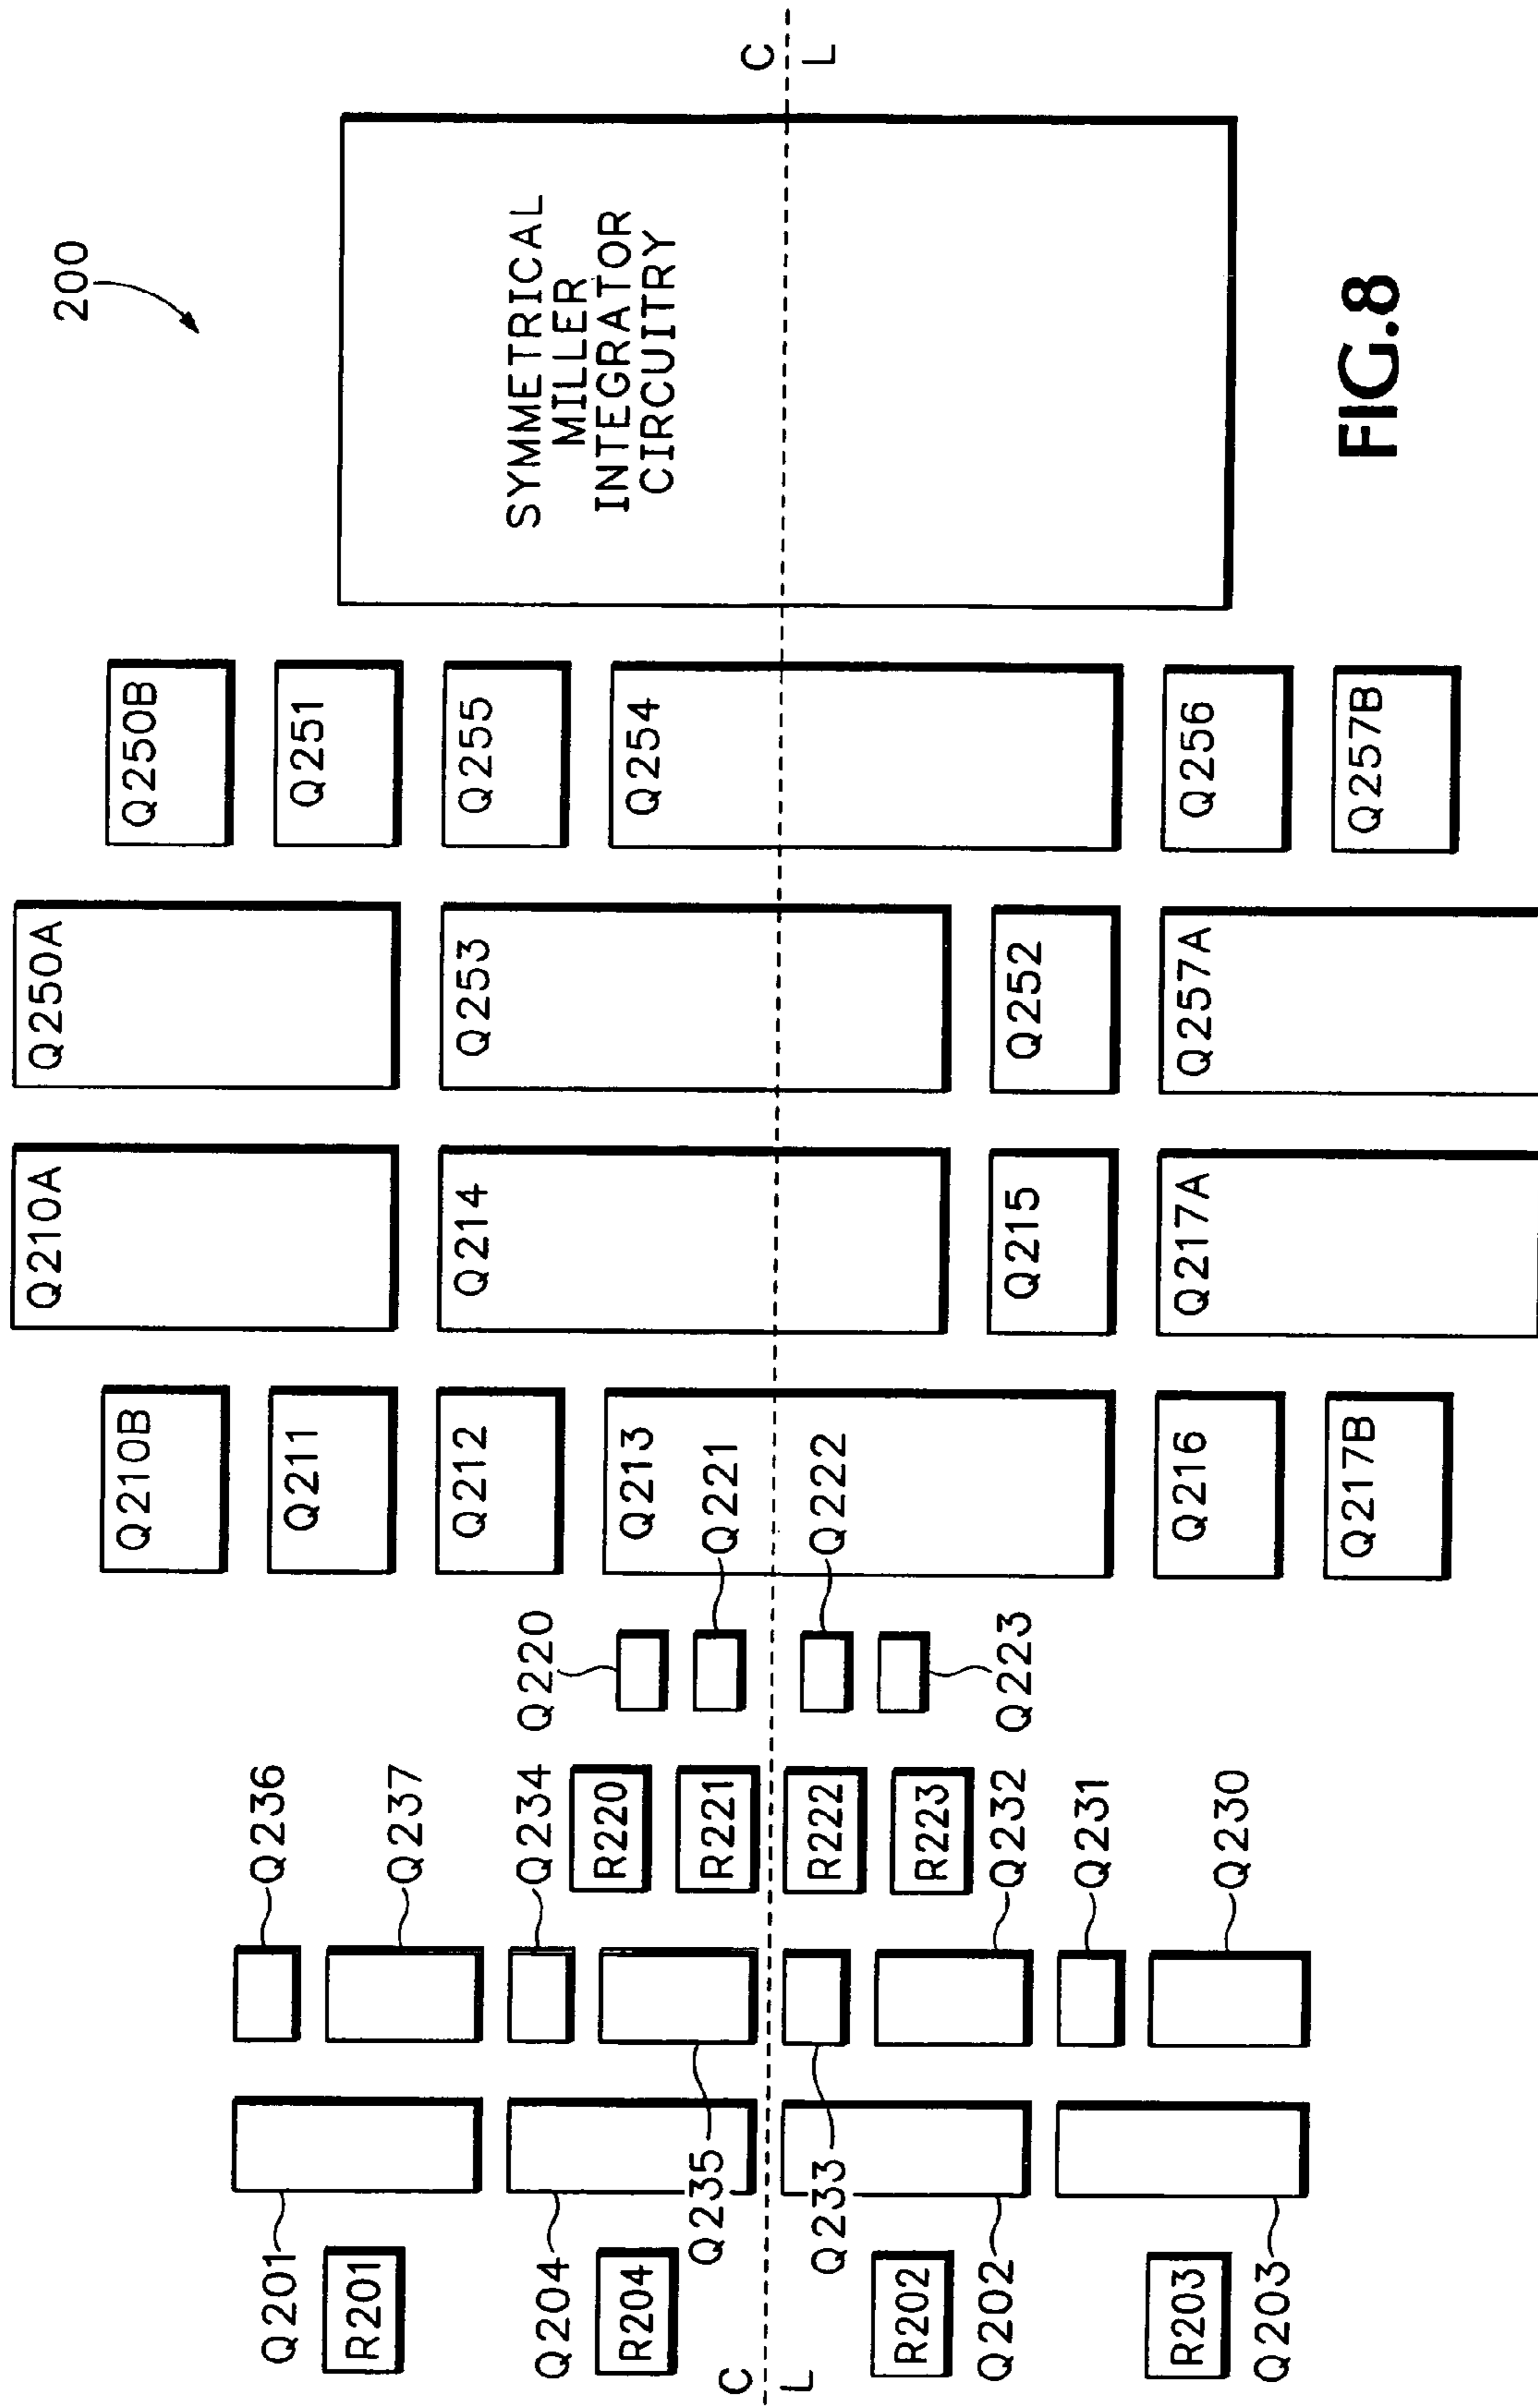 200
C
L
SYMMETRICAL
MILLER
INTEGRATOR
CIRCUITRY
Q250B
Q251
Q255
Q254
Q256
Q257B
Q250A
Q253
Q252
Q257A
Q210A
Q214
Q215
Q217A
Q210B
Q211
Q212
Q213
Q221
Q222
Q216
Q217B
Q220
Q223
Q236
Q237
Q234
R220
R221
R222
R223
Q232
Q231
Q230
Q235
Q233
Q201
R201
Q204
R204
R202
Q202
R203
Q203
C
L
FIG.8